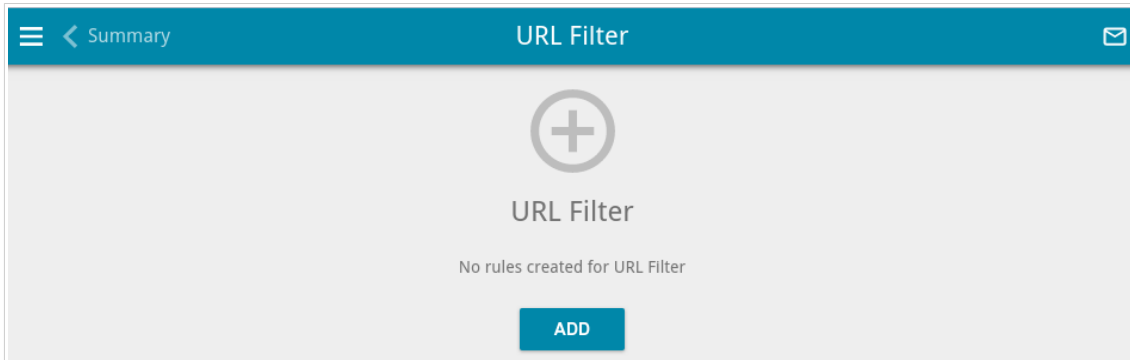 Summary
URL Filter
URL Filter
No rules created for URL Filter
ADD